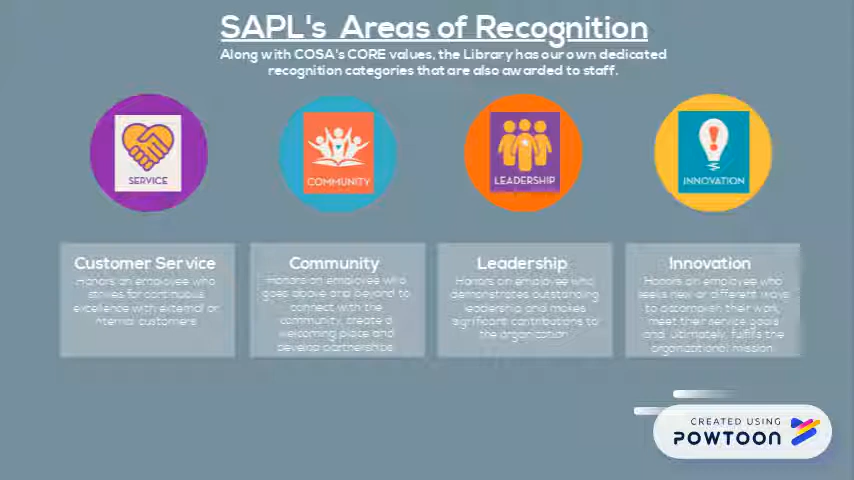 SAPL's Areas of Recognition
Along with COSA's CORE values, the Library has our own dedicated
recognition categories that are also awarded to staff.
SERVICE
COMMUNITY
LEADERSHIP
INNOVATION
Customer Service
Honors an employee who
strives for continuous
excellence with external or
internal customers.
Community
Honors an employee who
goes above and beyond to
connect with the
community, create a
welcoming place and
develop partnerships.
Leadership
Honors an employee who
demonstrates outstanding
leadership and makes
significant contributions to
the organization.
Innovation
Honors an employee who
seeks new or different ways
to accomplish their work,
meet their service goals
and, ultimately, fulfills the
organizational mission.
CREATED USING
POWTOON